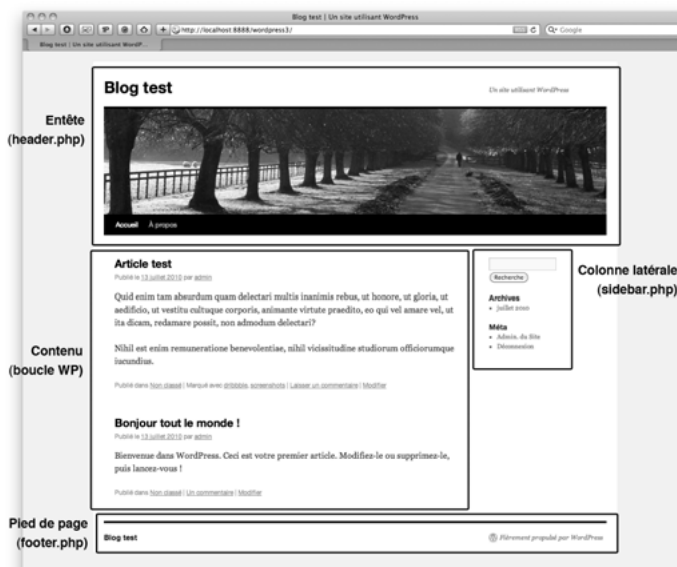 Blog test | Un site utilisant WordPress
http://localhost:8888/wordpress3/
Google
Blog test | Un site utilisant WordP...
Blog test
Un site utilisant WordPress
Entête
(header.php)
Accueil À propos
Article test
Publié le 13 juillet 2010 par admin
Quid enim tam absurdum quam delectari multis inanimis rebus, ut honore, ut gloria, ut
aedificio, ut vestitu cultuque corporis, animante virtute praedito, eo qui vel amare vel, ut
ita dicam, redamare possit, non admodum delectari?
Nihil est enim remuneratione benevolentiae, nihil vicissitudine studiorum officiorumque
iucundius.
Publié dans Non classé | Marqué avec dribbble, screenshots | Laisser un commentaire | Modifier
Contenu
(boucle WP)
Bonjour tout le monde !
Publié le 13 juillet 2010 par admin
Bienvenue dans WordPress. Ceci est votre premier article. Modifiez-le ou supprimez-le,
puis lancez-vous !
Publié dans Non classé | Un commentaire | Modifier
Recherche
Archives
juillet 2010
Méta
Admin. du Site
Déconnexion
Colonne latérale
(sidebar.php)
Pied de page
(footer.php)
Blog test
Fièrement propulsé par WordPress